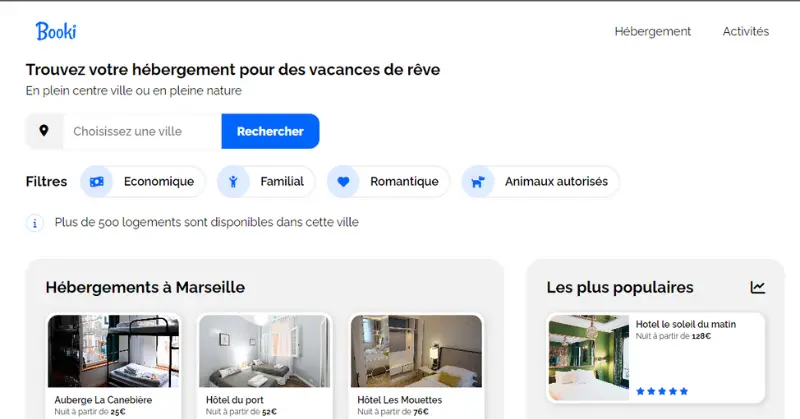 Booki
Hébergement
Activités
Trouvez votre hébergement pour des vacances de rêve
En plein centre ville ou en pleine nature
Choisissez une ville
Rechercher
Filtres
Economique
Familial
Romantique
Animaux autorisés
i
Plus de 500 logements sont disponibles dans cette ville
Hébergements à Marseille
Auberge La Canebière
Nuit à partir de 25€
Hôtel du port
Nuit à partir de 52€
Hôtel Les Mouettes
Nuit à partir de 76€
Les plus populaires
Hotel le soleil du matin
Nuit à partir de 128€